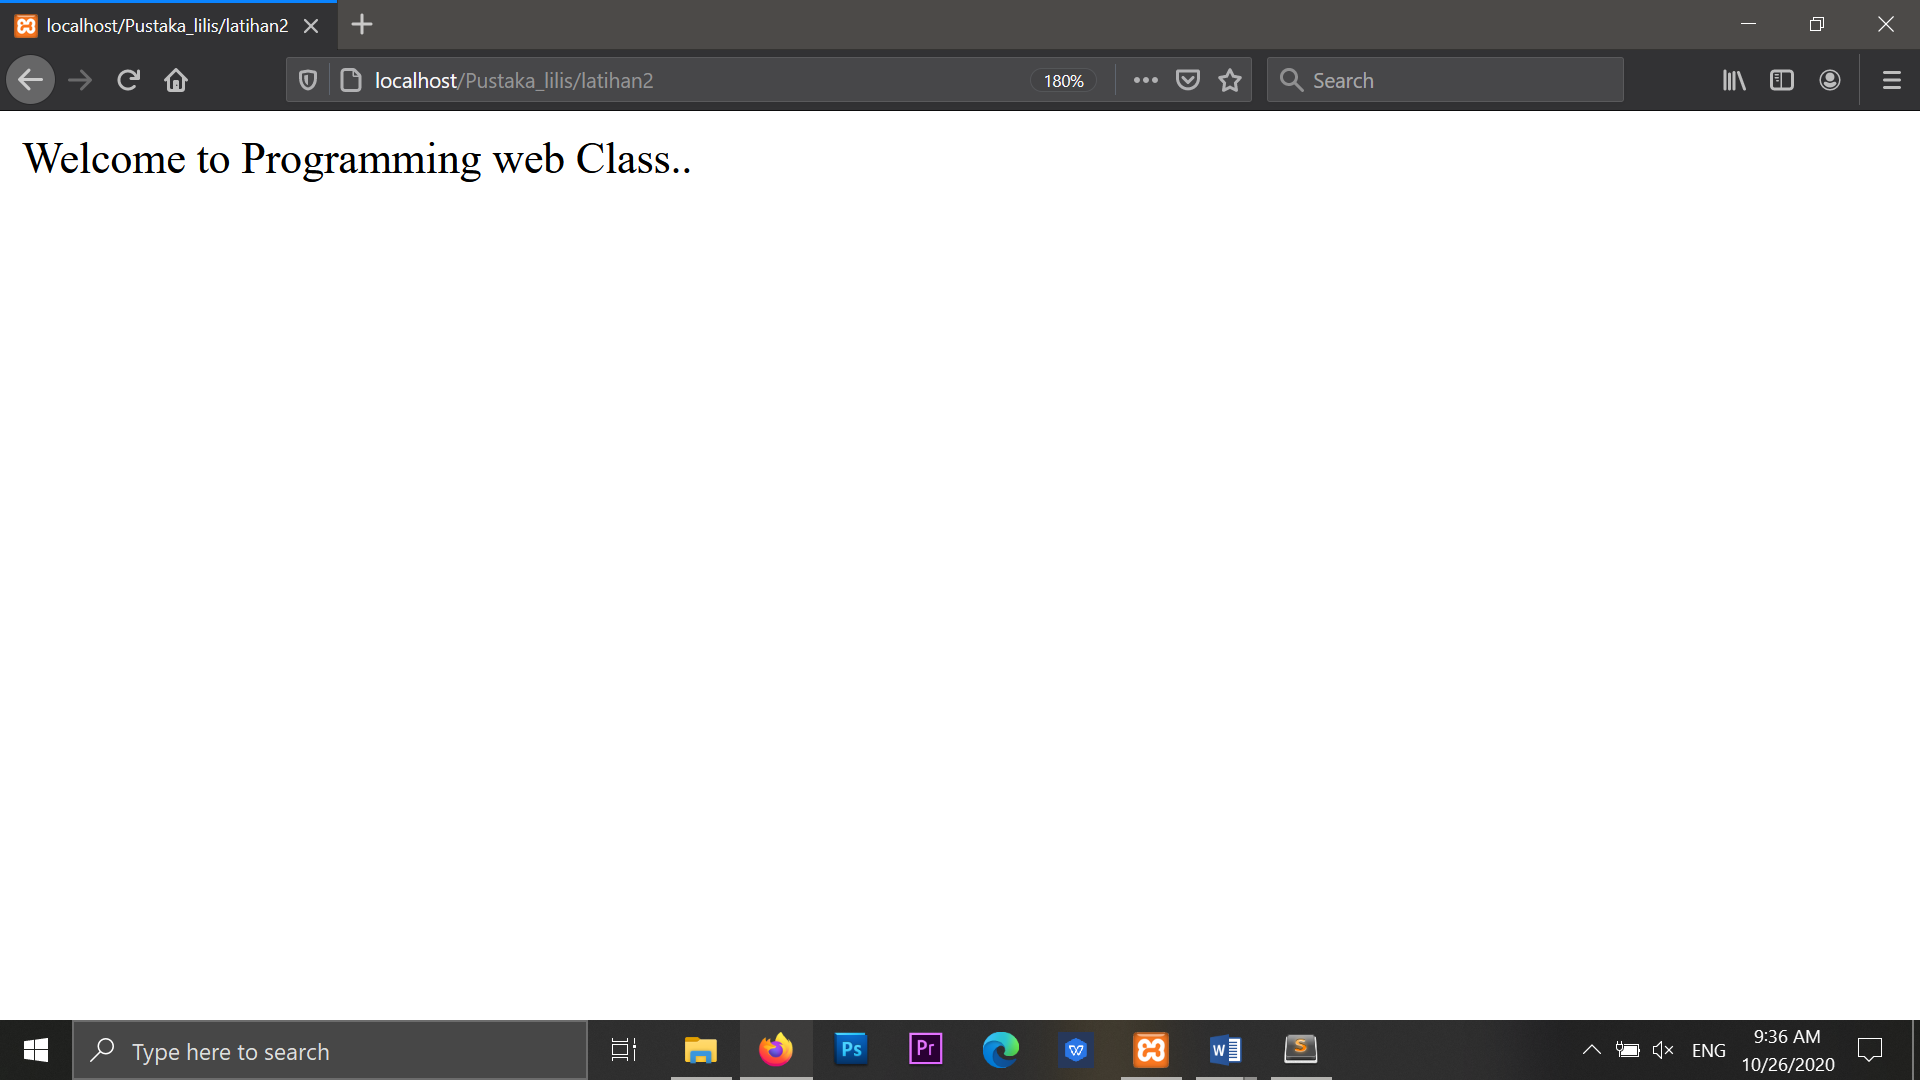 localhost/Pustaka_lilis/latihan2
localhost/Pustaka_lilis/latihan2
180%
Search
Welcome to Programming web Class..
Type here to search
Ps
Pr
W
S
ENG
9:36 AM
10/26/2020